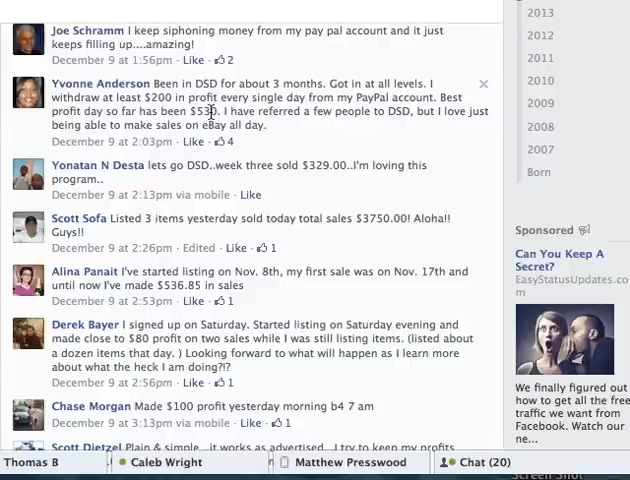 Joe Schramm I keep siphoning money from my pay pal account and it just
keeps filling up....amazing!
December 9 at 1:56pm · Like · 2
Yvonne Anderson Been in DSD for about 3 months. Got in at all levels. I
withdraw at least $200 in profit every single day from my PayPal account. Best
profit day so far has been $530. I have referred a few people to DSD, but I love just
being able to make sales on eBay all day.
December 9 at 2:03pm · Like · 4
Yonatan N Desta lets go DSD..week three sold $329.00..I'm loving this
program..
December 9 at 2:13pm via mobile · Like
Scott Sofa Listed 3 items yesterday sold today total sales $3750.00! Aloha!!
Guys!!
December 9 at 2:26pm · Edited · Like · 1
Alina Panait I've started listing on Nov. 8th, my first sale was on Nov. 17th and
until now I've made $536.85 in sales
December 9 at 2:53pm · Like · 1
Derek Bayer I signed up on Saturday. Started listing on Saturday evening and
made close to $80 profit on two sales while I was still listing items. (listed about
a dozen items that day. ) Looking forward to what will happen as I learn more
about what the heck I am doing?!?
December 9 at 2:56pm · Like · 1
Chase Morgan Made $100 profit yesterday morning b4 7 am
December 9 at 3:13pm via mobile · Like · 1
Scott Dietzel Plain & simple...it works as advertised...I try to keep my profits
Thomas B
Caleb Wright
Matthew Presswood
Chat (20)
2013
2012
2011
2010
2009
2008
2007
Born
Sponsored
Can You Keep A
Secret?
EasyStatusUpdates.co
m
We finally figured out
how to get all the free
traffic we want from
Facebook. Watch our
ne...
Screen Shot